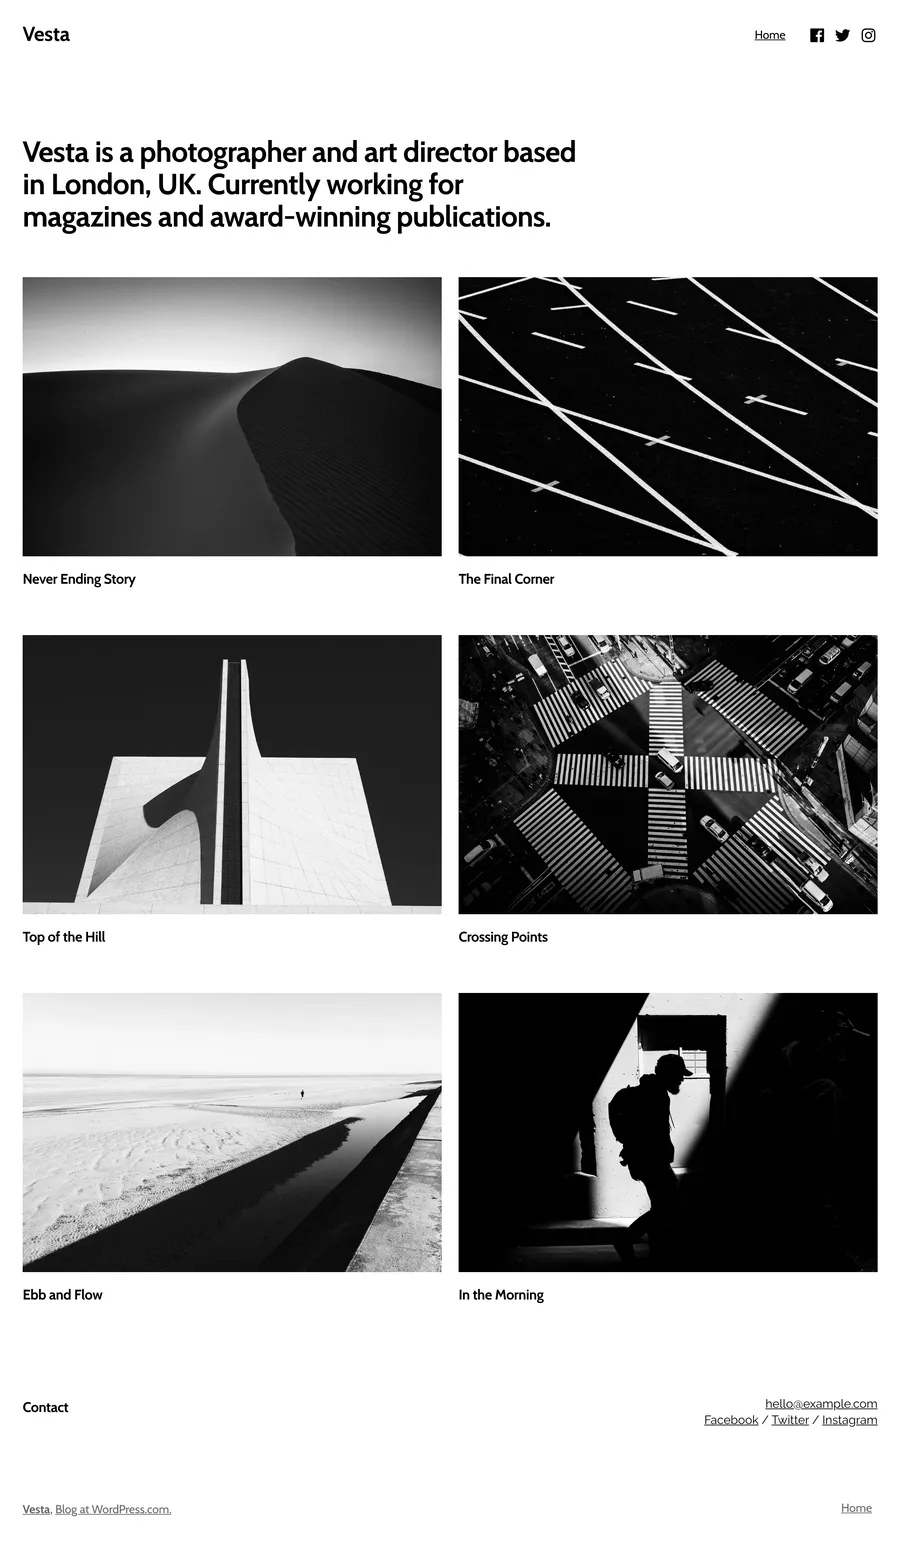 Vesta
Home
Vesta is a photographer and art director based
in London, UK. Currently working for
magazines and award-winning publications.
Never Ending Story
The Final Corner
Top of the Hill
Crossing Points
Ebb and Flow
In the Morning
Contact
hello@example.com
Facebook / Twitter / Instagram
Vesta, Blog at WordPress.com.
Home